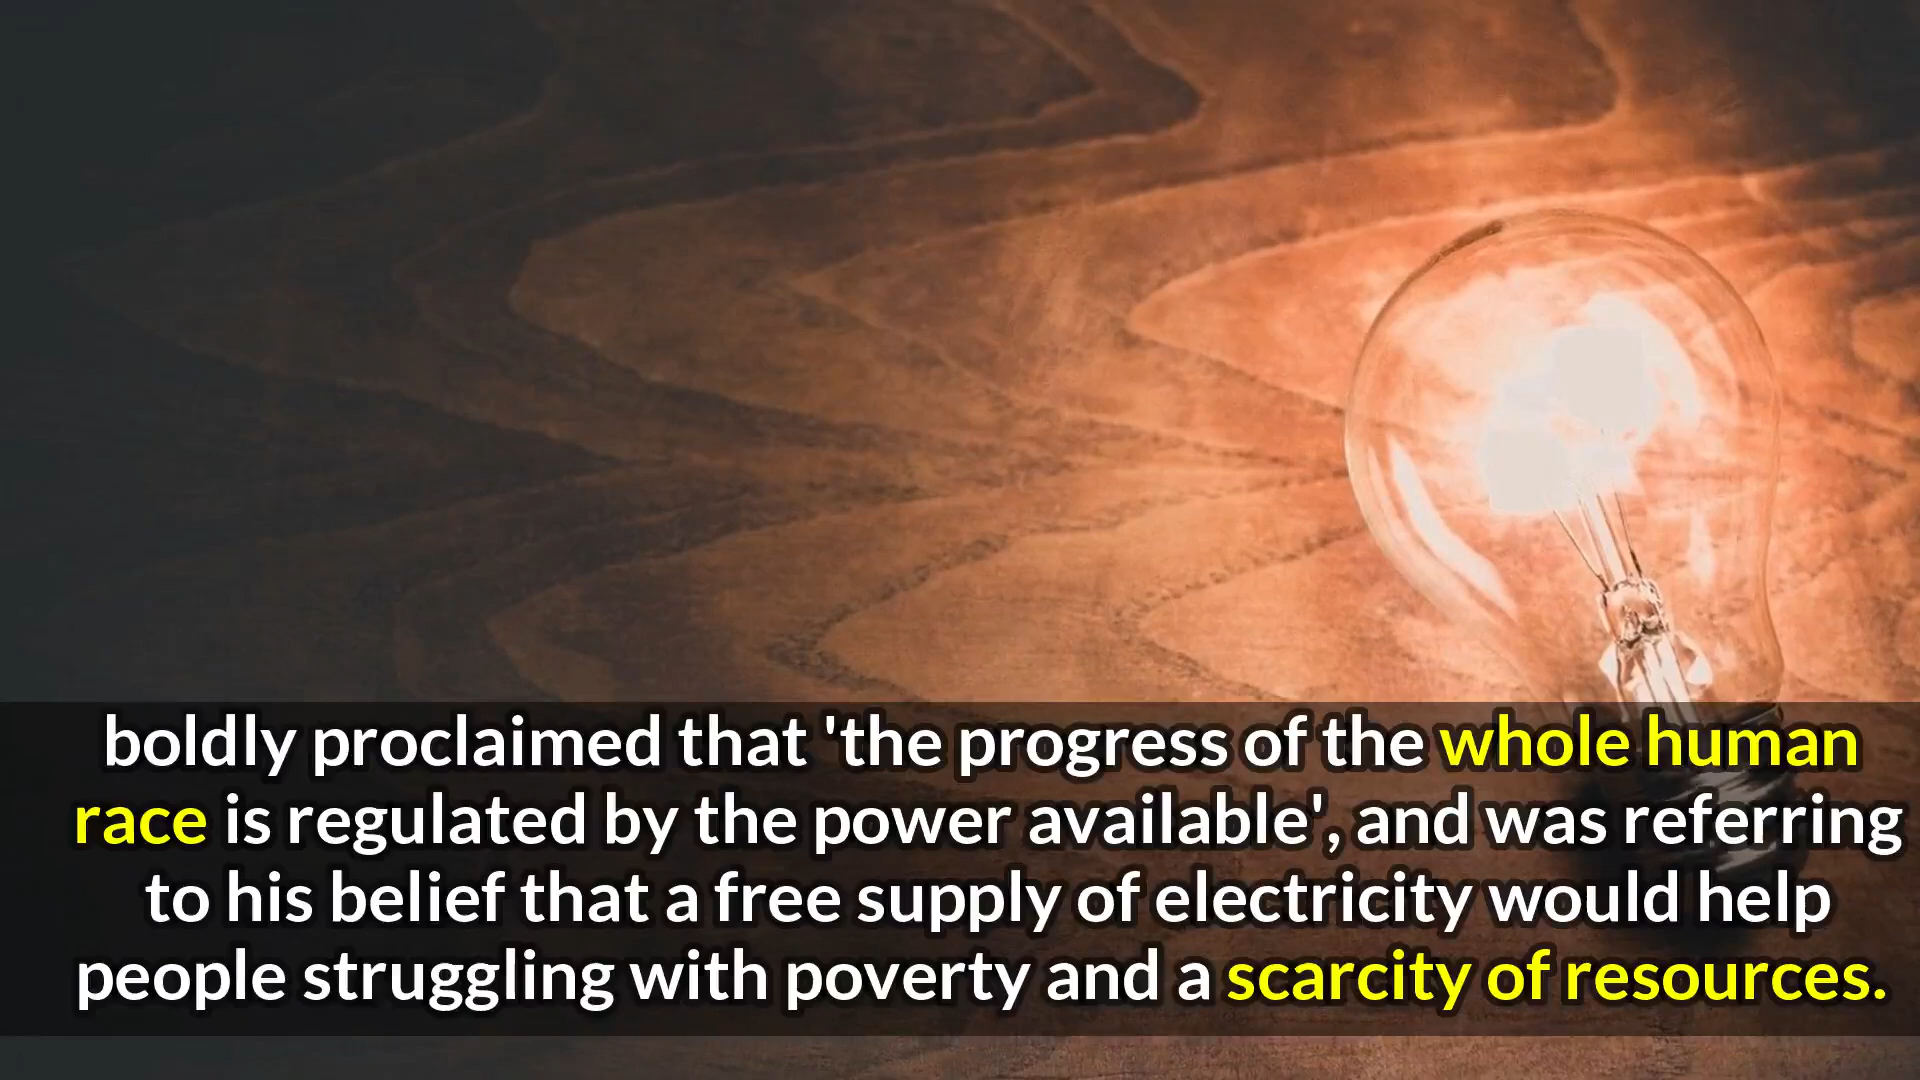 boldly proclaimed that 'the progress of the whole human
race is regulated by the power available', and was referring
to his belief that a free supply of electricity would help
people struggling with poverty and a scarcity of resources.